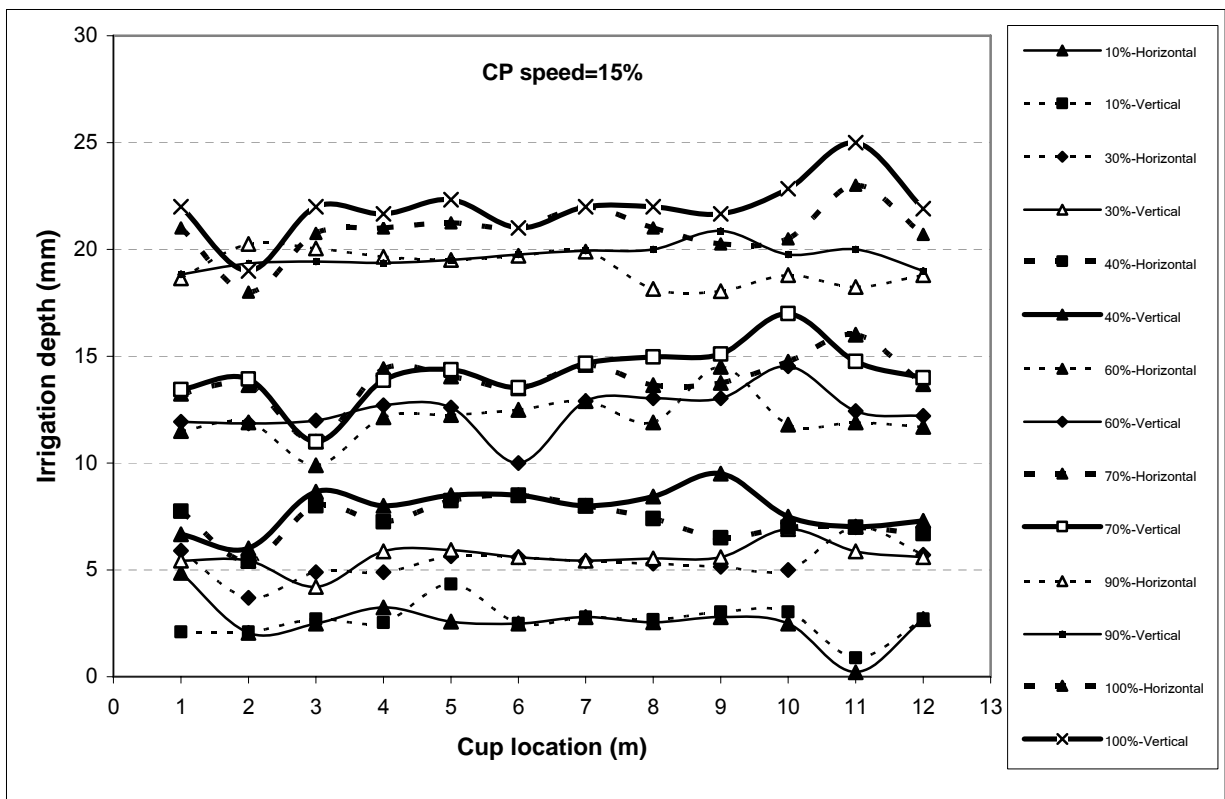 CP speed=15%
Irrigation depth (mm)
30
25
20
15
10
5
0
0 1 2 3 4 5 6 7 8 9 10 11 12 13
Cup location (m)
10%-Horizontal
10%-Vertical
30%-Horizontal
30%-Vertical
40%-Horizontal
40%-Vertical
60%-Horizontal
60%-Vertical
70%-Horizontal
70%-Vertical
90%-Horizontal
90%-Vertical
100%-Horizontal
100%-Vertical